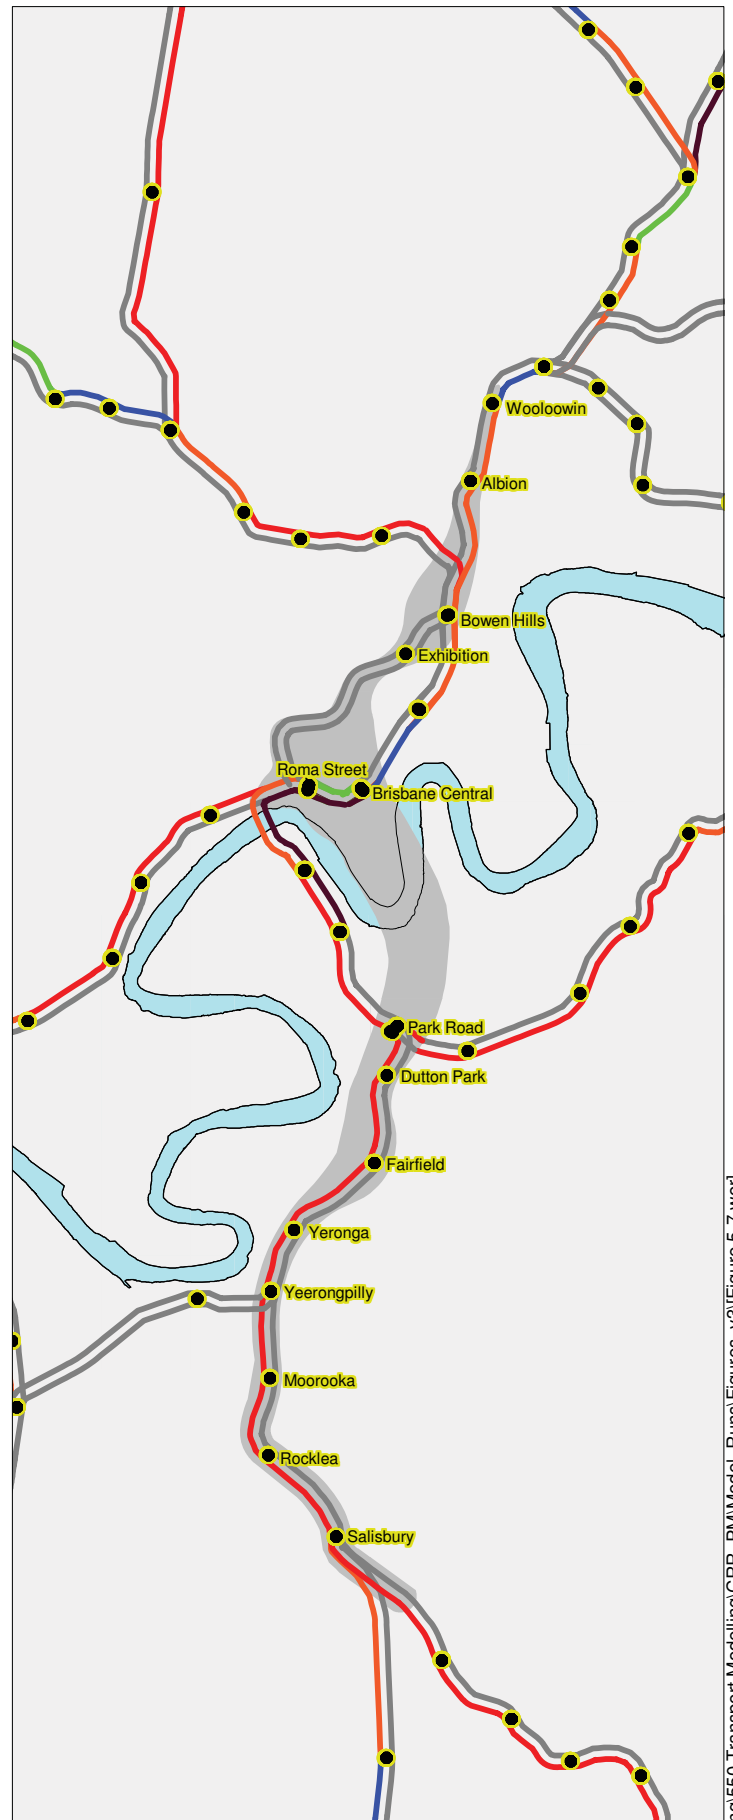 Wooloowin
Albion
Bowen Hills
Exhibition
Roma Street
Brisbane Central
Park Road
Dutton Park
Fairfield
Yeronga
Yeerongpilly
Moorooka
Rocklea
Salisbury